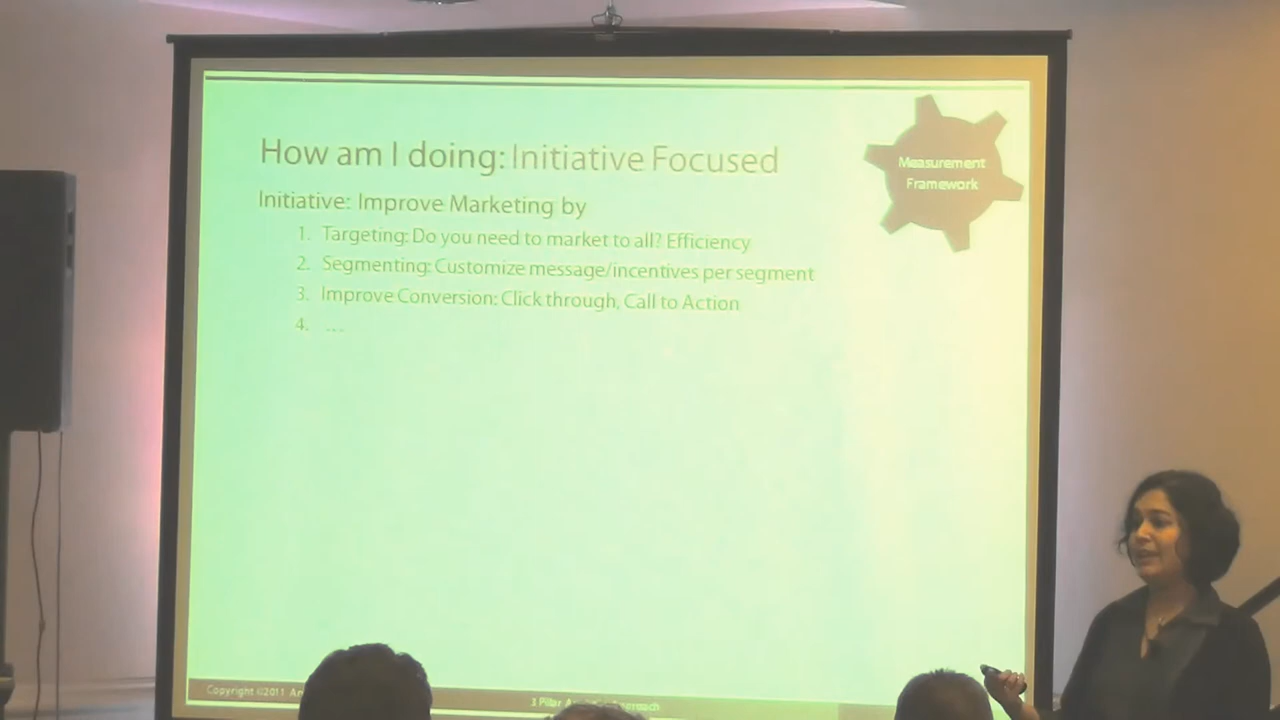 How am I doing: Initiative Focused
Measurement
Framework
Initiative: Improve Marketing by
1. Targeting: Do you need to market to all? Efficiency
2. Segmenting: Customize message/incentives per segment
3. Improve Conversion: Click through, Call to Action
4. ...
Copyright ©2011
3 Pillar